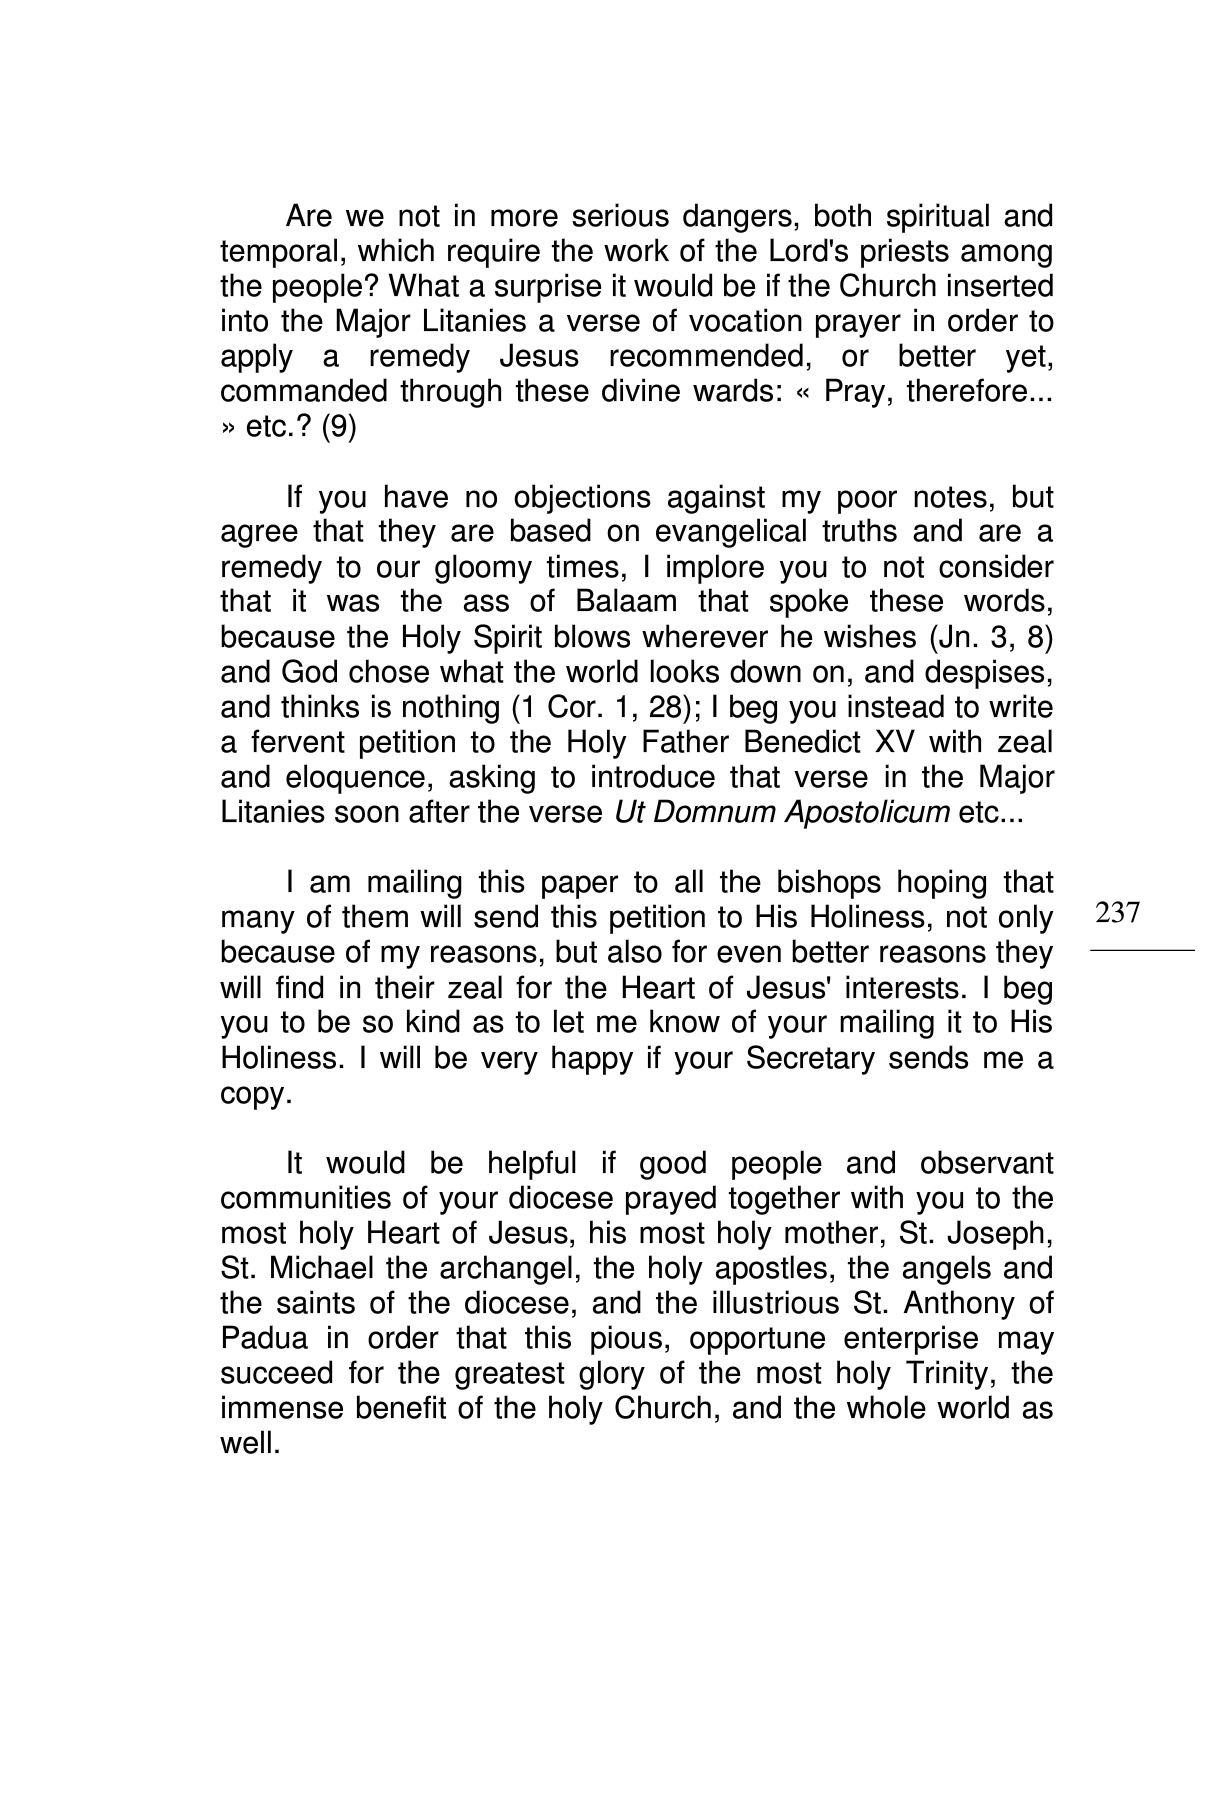 Are we not in more serious dangers, both spiritual and
temporal, which require the work of the Lord's priests among
the people? What a surprise it would be if the Church inserted
into the Major Litanies a verse of vocation prayer in order to
apply a remedy Jesus recommended, or better yet,
commanded through these divine wards: « Pray, therefore...
» etc.? (9)
If you have no objections against my poor notes, but
agree that they are based on evangelical truths and are a
remedy to our gloomy times, I implore you to not consider
that it was the ass of Balaam that spoke these words,
because the Holy Spirit blows wherever he wishes (Jn. 3, 8)
and God chose what the world looks down on, and despises,
and thinks is nothing (1 Cor. 1, 28); I beg you instead to write
a fervent petition to the Holy Father Benedict XV with zeal
and eloquence, asking to introduce that verse in the Major
Litanies soon after the verse Ut Domnum Apostolicum etc...
I am mailing this paper to all the bishops hoping that
many of them will send this petition to His Holiness, not only
because of my reasons, but also for even better reasons they
will find in their zeal for the Heart of Jesus' interests. I beg
you to be so kind as to let me know of your mailing it to His
Holiness. I will be very happy if your Secretary sends me a
copy.
237
It would be helpful if good people and observant
communities of your diocese prayed together with you to the
most holy Heart of Jesus, his most holy mother, St. Joseph,
St. Michael the archangel, the holy apostles, the angels and
the saints of the diocese, and the illustrious St. Anthony of
Padua in order that this pious, opportune enterprise may
succeed for the greatest glory of the most holy Trinity, the
immense benefit of the holy Church, and the whole world as
well.